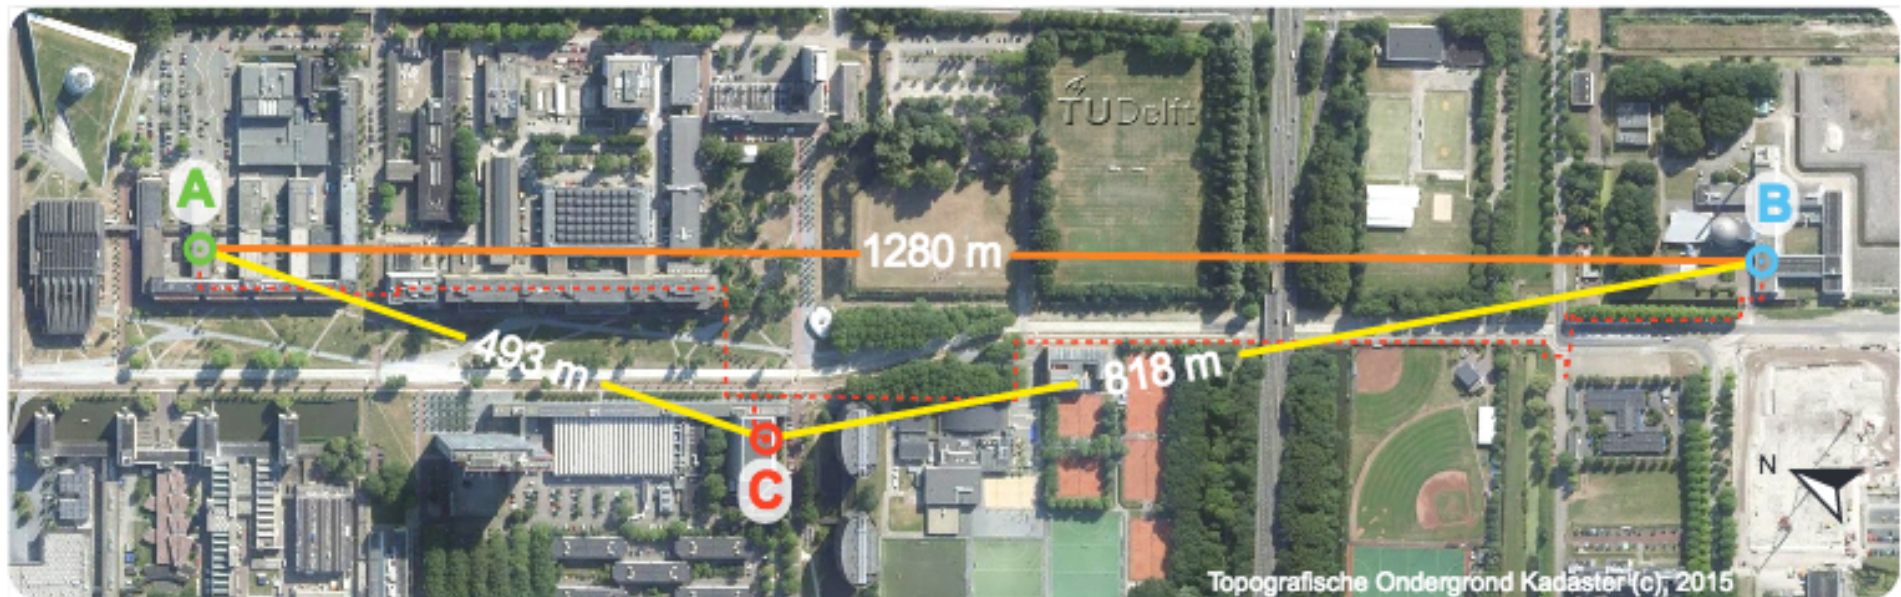 TUDelft
A
B
1280 m
493 m
818 m
C
N
Topografische Ondergrond Kadaster (c), 2015